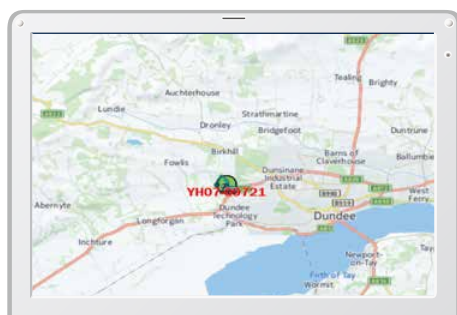 Tealing
Brighty
Auchterhouse
Lundie
Strathmartine
Dronley
Bridgefoot
Duntrune
Birkhill
Barns of
Claverhouse
Ballumbie
Fowlis
Dunsinane
Industrial
Estate
West
Ferry
Abernyte
Dundee
Technology
Park
Dundee
Longforgan
Inchture
Newport-
on-Tay
Tay
Firth of Tay
Wormit